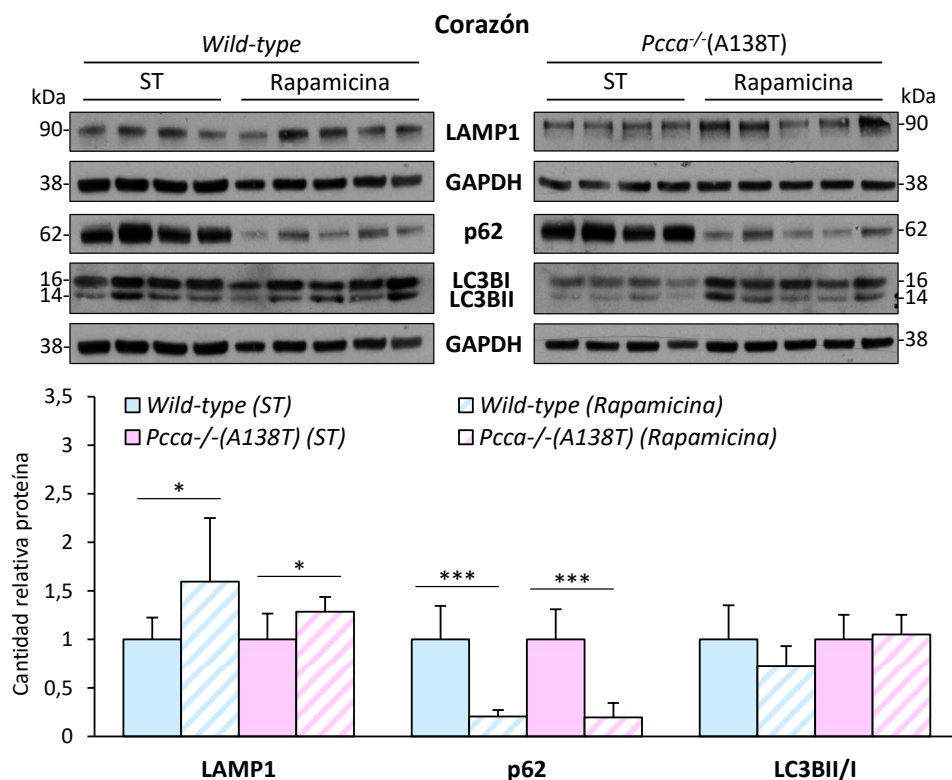 Corazón
Wild-type
Pcca-/-(A138T)
ST Rapamicina
ST Rapamicina
kDa
kDa
90- LAMP1 -90
38- GAPDH -38
62- p62 -62
16- LC3BI -16
14- LC3BII -14
38- GAPDH -38
3,5
3
2,5
2
1,5
1
0,5
0
Cantidad relativa proteína
Wild-type (ST)
Wild-type (Rapamicina)
Pcca-/-(A138T) (ST)
Pcca-/-(A138T) (Rapamicina)
*
*
***
***
LAMP1
p62
LC3BII/I